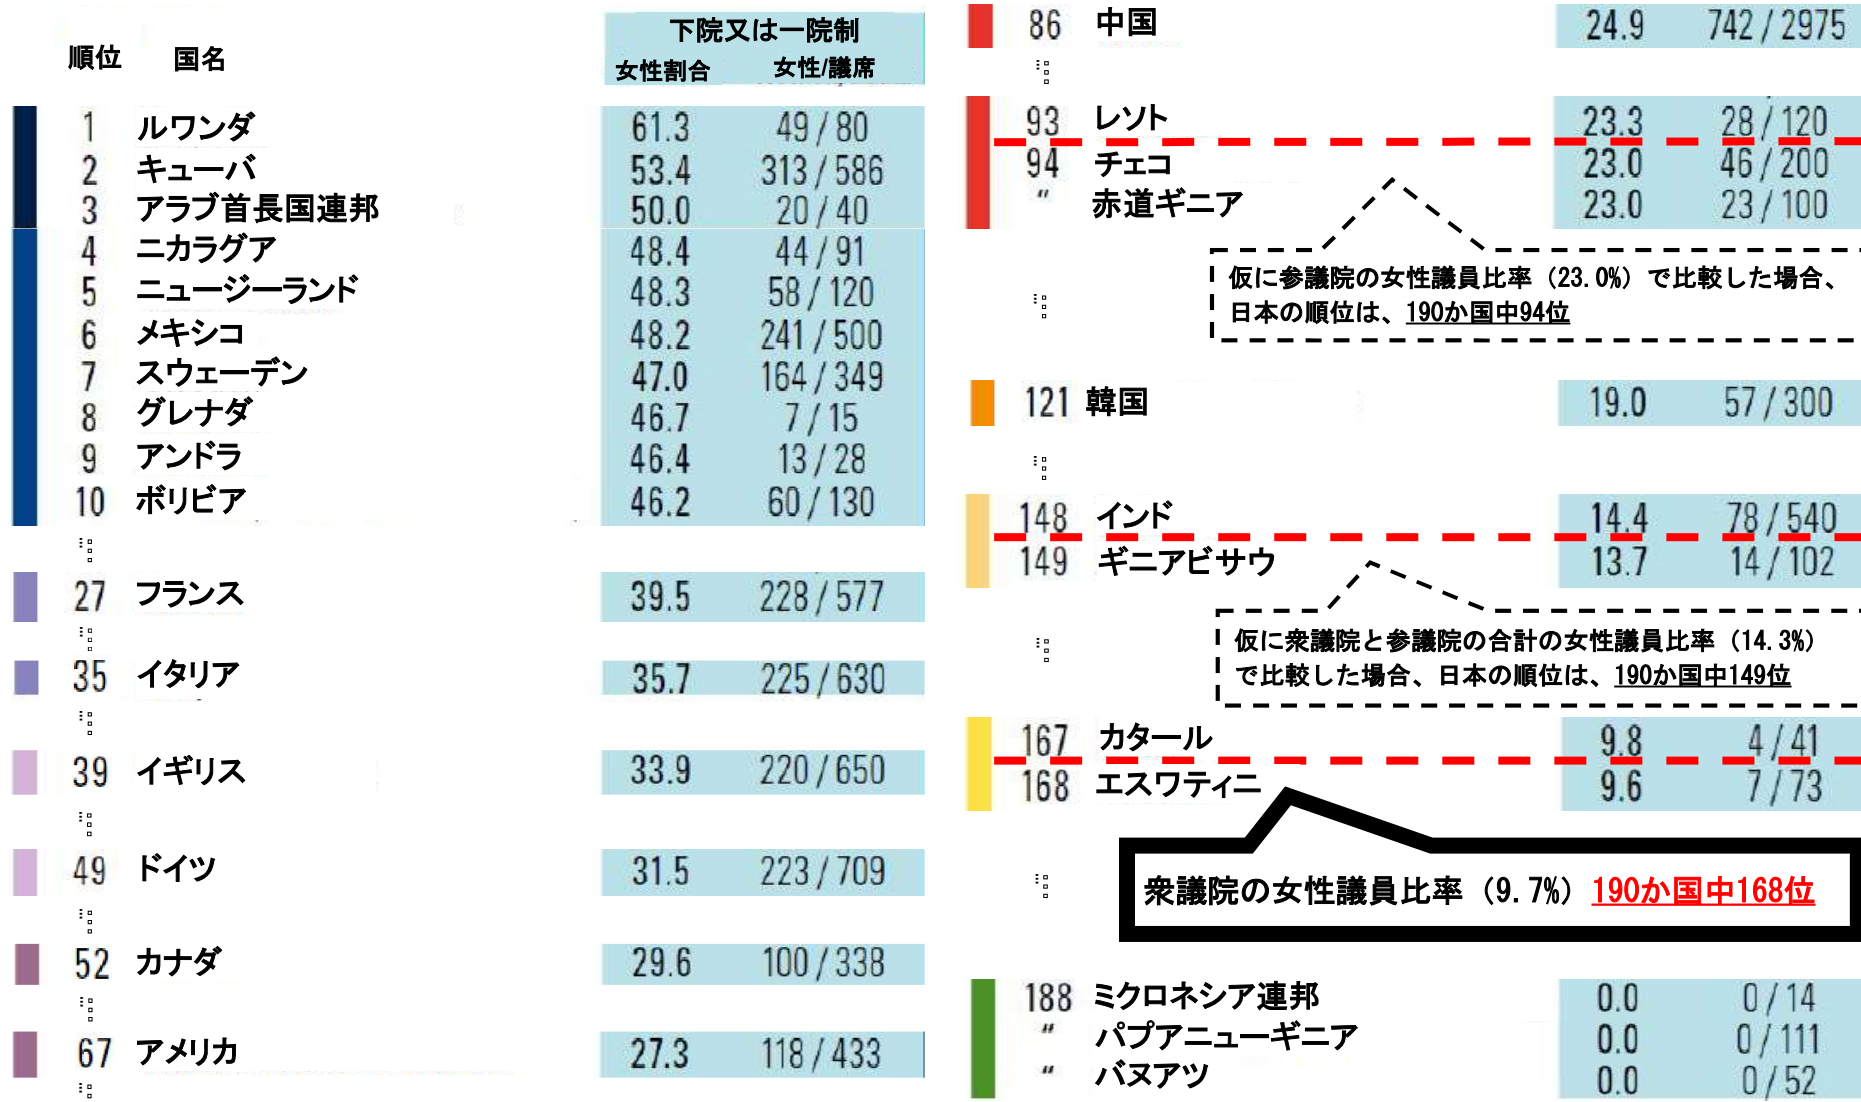 下院又は一院制
順位 国名 女性割合 女性/議席
1 ルワンダ 61.3 49/80
2 キューバ 53.4 313/586
3 アラブ首長国連邦 50.0 20/40
4 ニカラグア 48.4 44/91
5 ニュージーランド 48.3 58/120
6 メキシコ 48.2 241/500
7 スウェーデン 47.0 164/349
8 グレナダ 46.7 7/15
9 アンドラ 46.4 13/28
10 ボリビア 46.2 60/130
27 フランス 39.5 228/577
35 イタリア 35.7 225/630
39 イギリス 33.9 220/650
49 ドイツ 31.5 223/709
52 カナダ 29.6 100/338
67 アメリカ 27.3 118/433
86 中国 24.9 742/2975
93 レソト 23.3 28/120
94 チェコ 23.0 46/200
〃 赤道ギニア 23.0 23/100
仮に参議院の女性議員比率（23.0%）で比較した場合、
日本の順位は、190か国中94位
121 韓国 19.0 57/300
148 インド 14.4 78/540
149 ギニアビサウ 13.7 14/102
仮に衆議院と参議院の合計の女性議員比率（14.3%）
で比較した場合、日本の順位は、190か国中149位
167 カタール 9.8 4/41
168 エスワティニ 9.6 7/73
衆議院の女性議員比率（9.7%）190か国中168位
188 ミクロネシア連邦 0.0 0/14
〃 パプアニューギニア 0.0 0/111
〃 バヌアツ 0.0 0/52